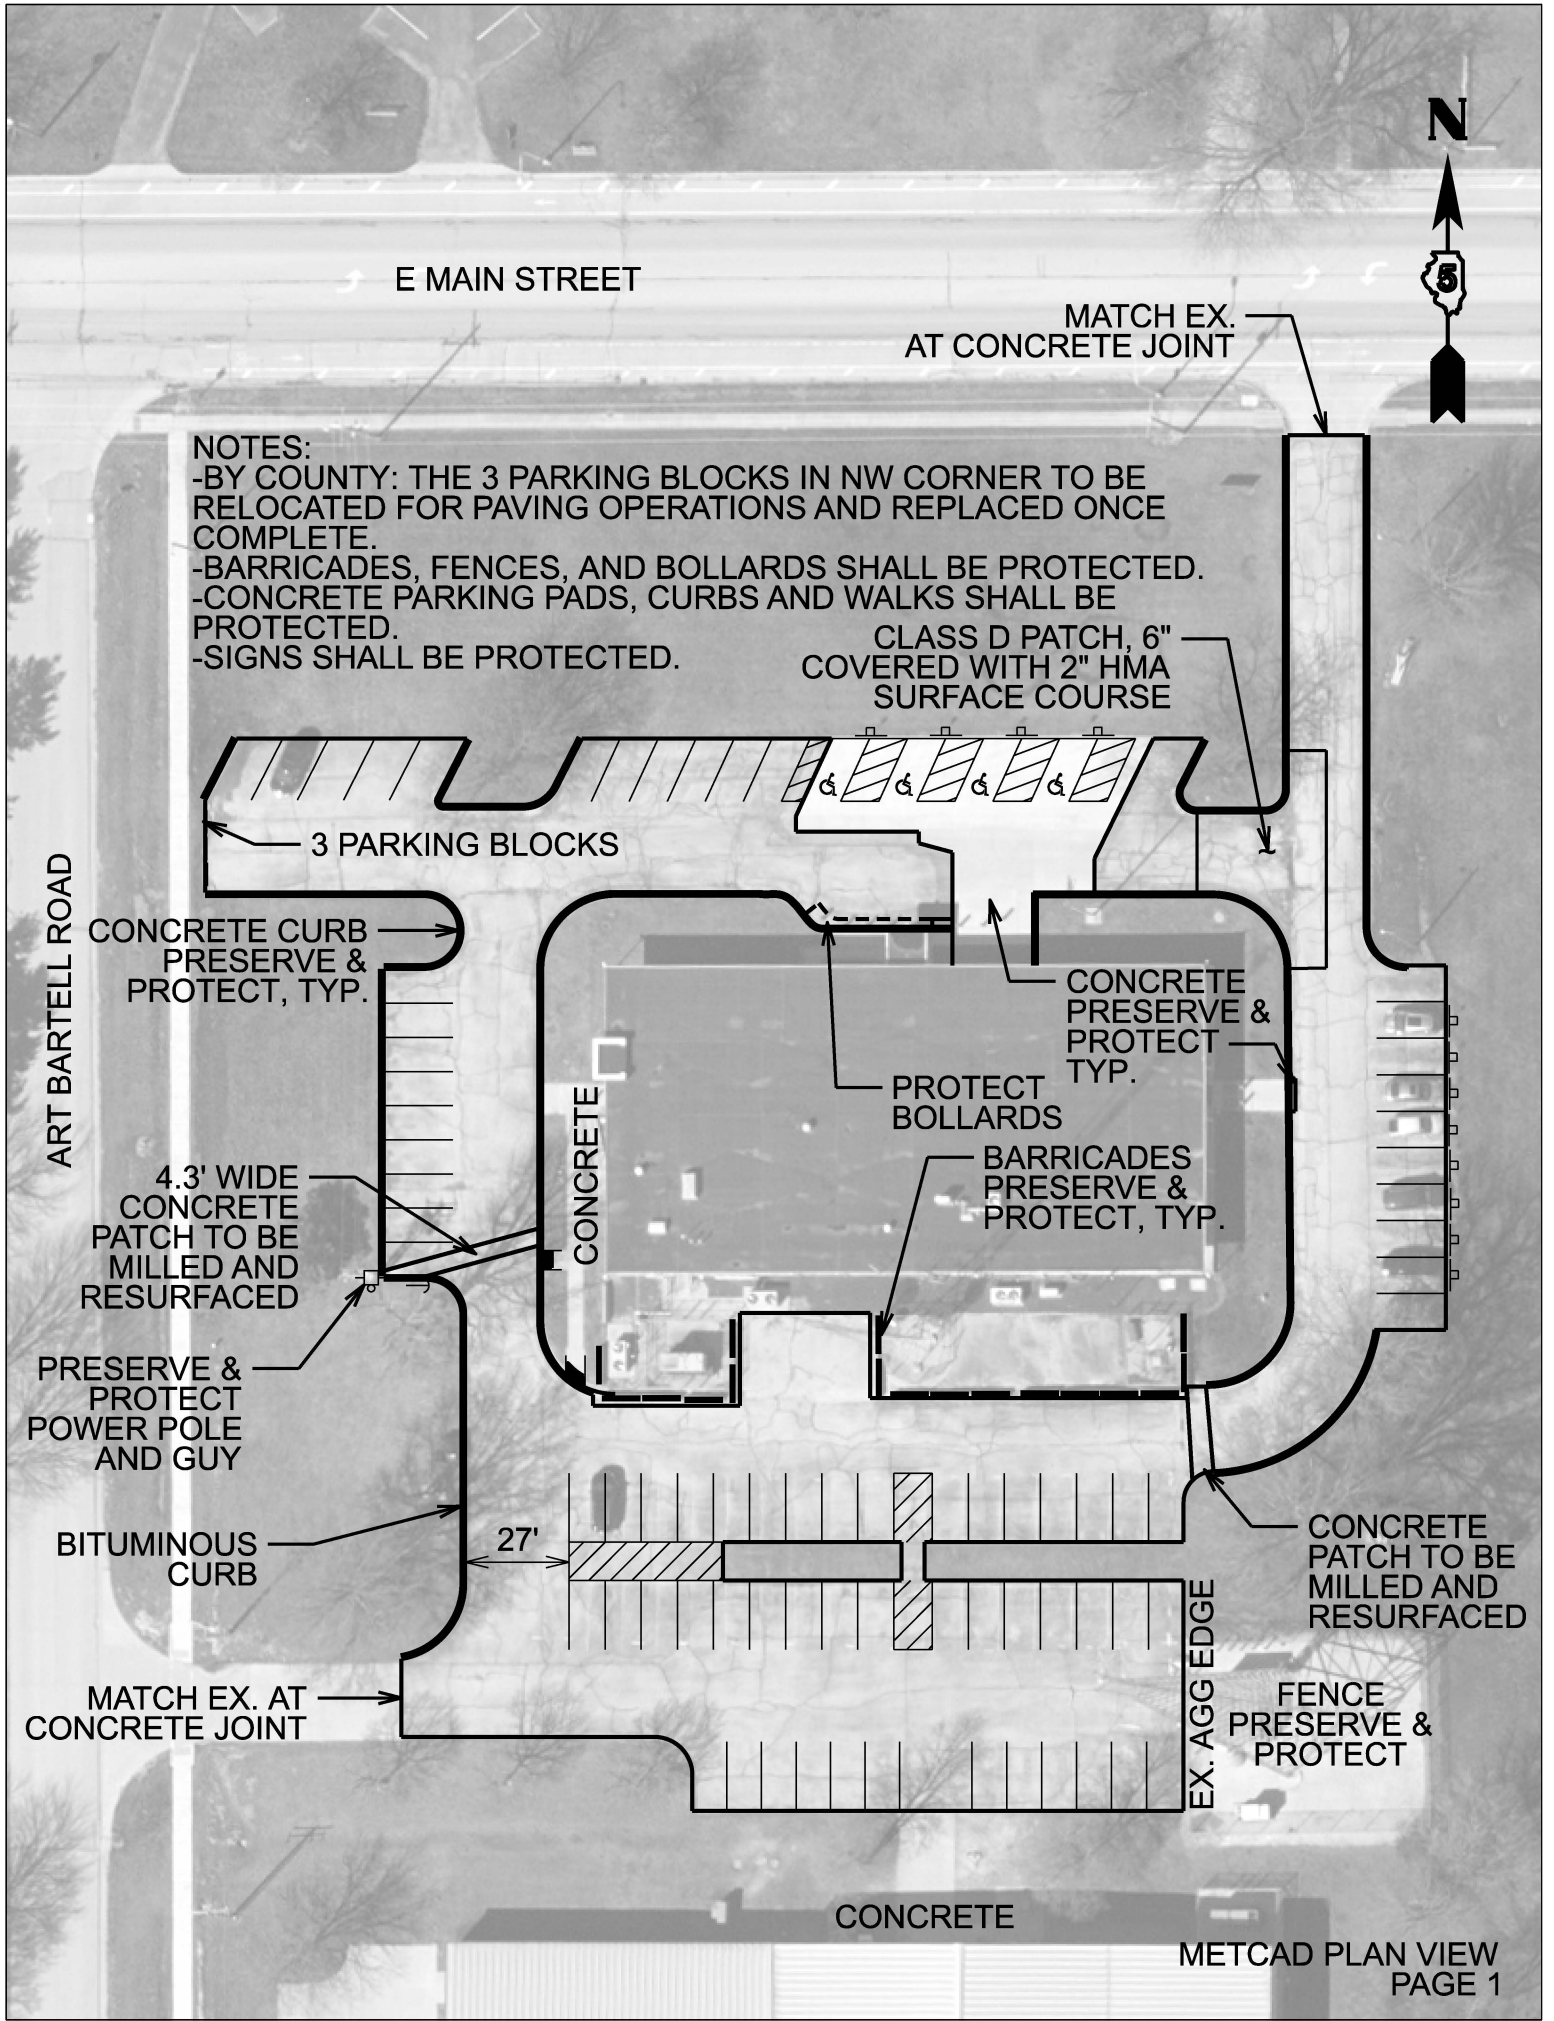 N
5
E MAIN STREET
MATCH EX.
AT CONCRETE JOINT
NOTES:
-BY COUNTY: THE 3 PARKING BLOCKS IN NW CORNER TO BE
RELOCATED FOR PAVING OPERATIONS AND REPLACED ONCE
COMPLETE.
-BARRICADES, FENCES, AND BOLLARDS SHALL BE PROTECTED.
-CONCRETE PARKING PADS, CURBS AND WALKS SHALL BE
PROTECTED.
-SIGNS SHALL BE PROTECTED.
CLASS D PATCH, 6"
COVERED WITH 2" HMA
SURFACE COURSE
3 PARKING BLOCKS
ART BARTELL ROAD
CONCRETE CURB
PRESERVE &
PROTECT, TYP.
CONCRETE
PRESERVE &
PROTECT
TYP.
PROTECT
BOLLARDS
CONCRETE
BARRICADES
PRESERVE &
PROTECT, TYP.
4.3' WIDE
CONCRETE
PATCH TO BE
MILLED AND
RESURFACED
PRESERVE &
PROTECT
POWER POLE
AND GUY
BITUMINOUS
CURB
27'
CONCRETE
PATCH TO BE
MILLED AND
RESURFACED
EX. AGG EDGE
MATCH EX. AT
CONCRETE JOINT
FENCE
PRESERVE &
PROTECT
CONCRETE
METCAD PLAN VIEW
PAGE 1